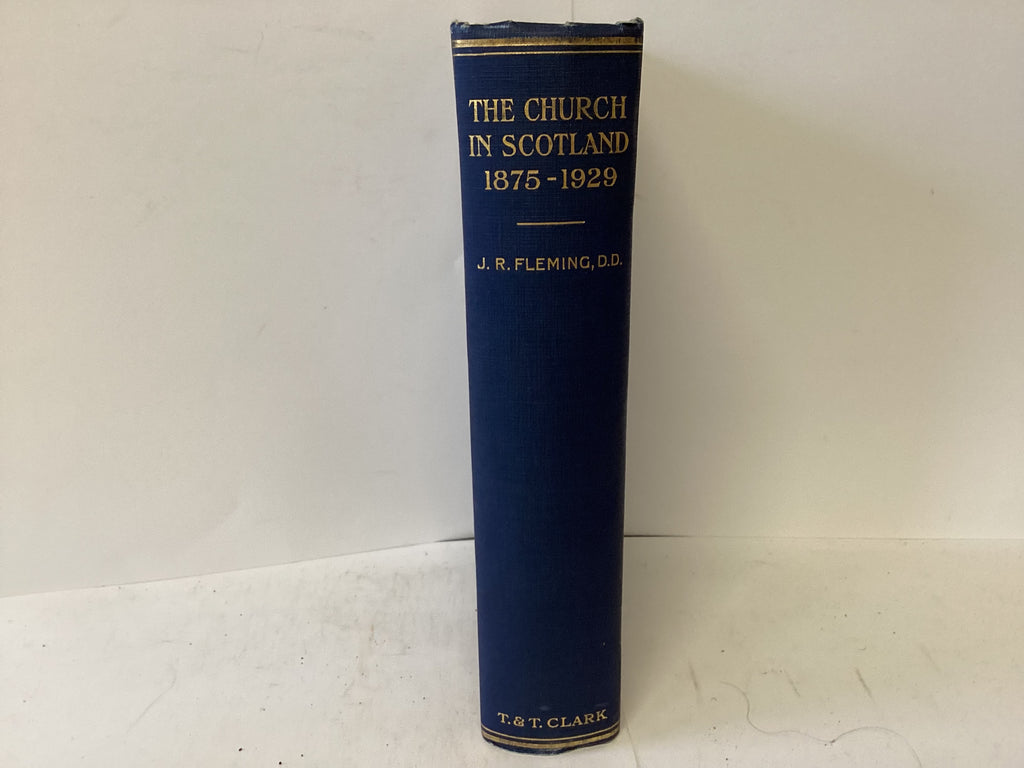 THE CHURCH
IN SCOTLAND
1875-1929
J. R. FLEMING, D.D.
T. & T. CLARK